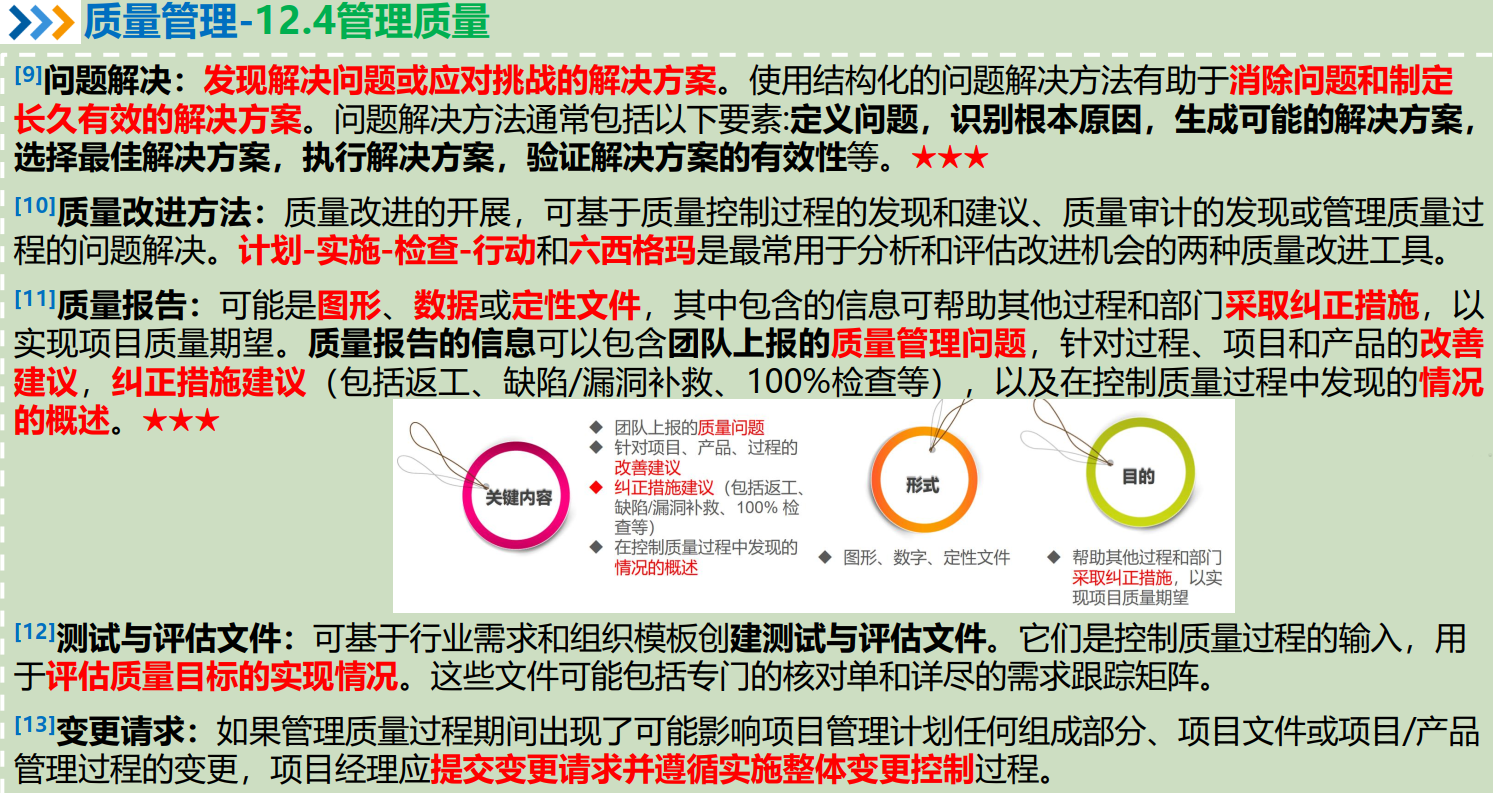 质量管理-12.4管理质量
[9]问题解决：发现解决问题或应对挑战的解决方案。使用结构化的问题解决方法有助于消除问题和制定
长久有效的解决方案。问题解决方法通常包括以下要素:定义问题，识别根本原因，生成可能的解决方案，
选择最佳解决方案，执行解决方案，验证解决方案的有效性等。★★★
[10]质量改进方法：质量改进的开展，可基于质量控制过程的发现和建议、质量审计的发现或管理质量过
程的问题解决。计划-实施-检查-行动和六西格玛是最常用于分析和评估改进机会的两种质量改进工具。
[11]质量报告：可能是图形、数据或定性文件，其中包含的信息可帮助其他过程和部门采取纠正措施，以
实现项目质量期望。质量报告的信息可以包含团队上报的质量管理问题，针对过程、项目和产品的改善
建议，纠正措施建议（包括返工、缺陷/漏洞补救、100%检查等），以及在控制质量过程中发现的情况
的概述。★★★
关键内容
◆ 团队上报的质量问题
◆ 针对项目、产品、过程的
改善建议
◆ 纠正措施建议（包括返工、
缺陷/漏洞补救、100% 检
查等）
◆ 在控制质量过程中发现的
情况的概述
形式
◆ 图形、数字、定性文件
目的
◆ 帮助其他过程和部门
采取纠正措施，以实
现项目质量期望
[12]测试与评估文件：可基于行业需求和组织模板创建测试与评估文件。它们是控制质量过程的输入，用
于评估质量目标的实现情况。这些文件可能包括专门的核对单和详尽的需求跟踪矩阵。
[13]变更请求：如果管理质量过程期间出现了可能影响项目管理计划任何组成部分、项目文件或项目/产品
管理过程的变更，项目经理应提交变更请求并遵循实施整体变更控制过程。